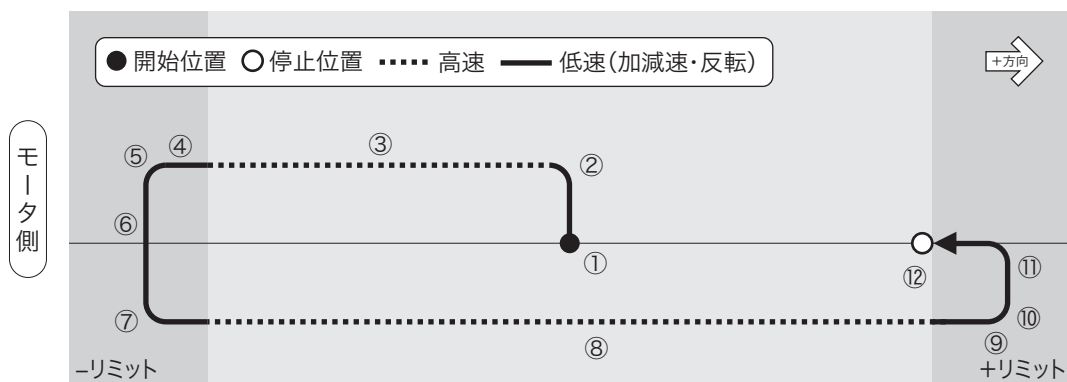 ●開始位置 ○停止位置 高速 低速(加減速・反転)
+方向
モータ側
⑤ ④ ③ ②
⑥
①
⑫ ⑪
⑦ ⑧ ⑨ ⑩
−リミット
+リミット